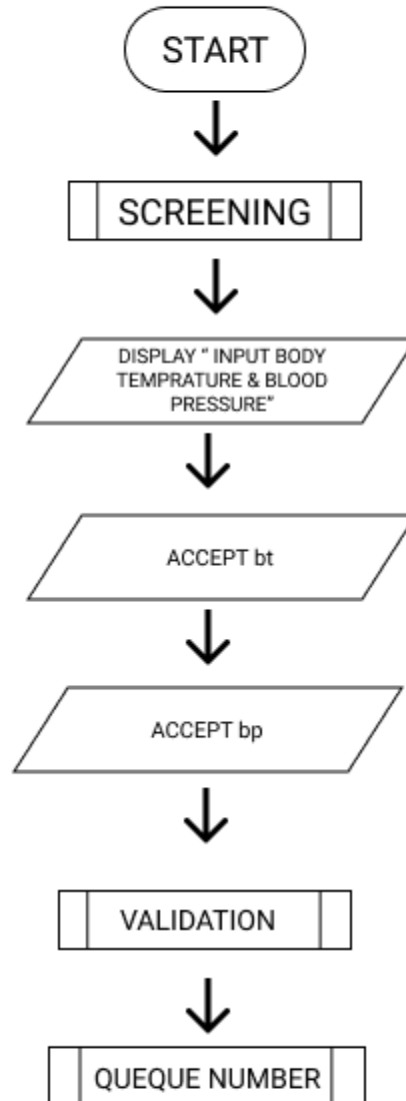 START
SCREENING
DISPLAY “ INPUT BODY
TEMPRATURE & BLOOD
PRESSURE”
ACCEPT bt
ACCEPT bp
VALIDATION
QUEQUE NUMBER